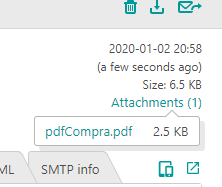 2020-01-02 20:58
(a few seconds ago)
Size: 6.5 KB
Attachments (1)
pdfCompra.pdf 2.5 KB
ML SMTP info